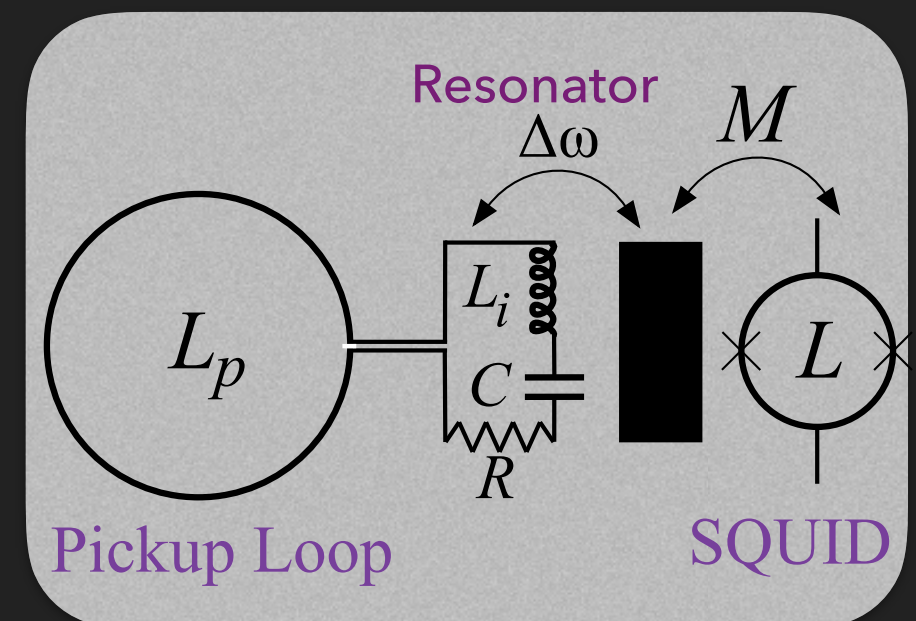 Resonator
Δω
M
L_p
L_i
C
R
L
Pickup Loop
SQUID